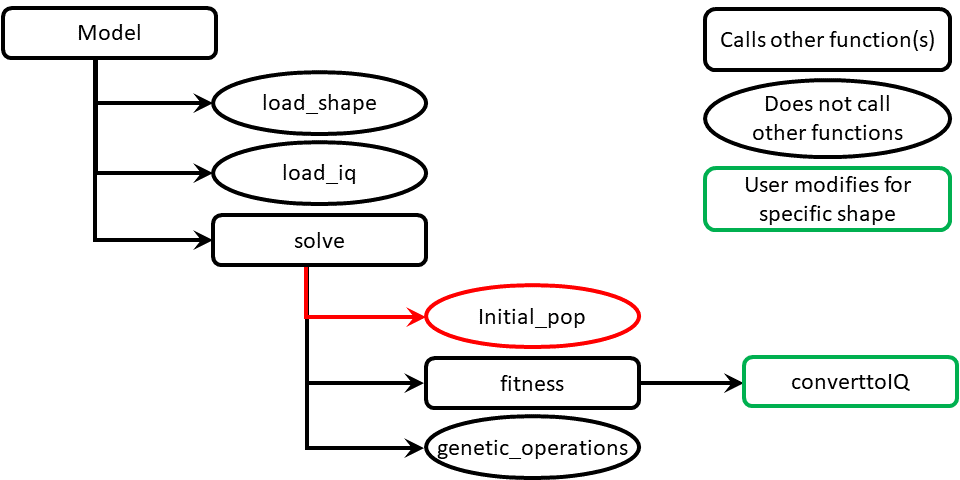 Model
load_shape
load_iq
solve
Initial_pop
fitness
converttoIQ
genetic_operations
Calls other function(s)
Does not call
other functions
User modifies for
specific shape